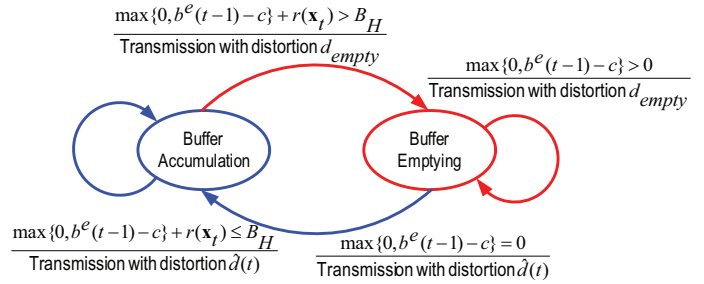 max{0,b^e(t−1)−c}+r(x_t)>B_H
Transmission with distortion d_empty
max{0,b^e(t−1)−c}>0
Transmission with distortion d_empty
Buffer
Accumulation
Buffer
Emptying
max{0,b^e(t−1)−c}+r(x_t)≤B_H
Transmission with distortion d̂(t)
max{0,b^e(t−1)−c}=0
Transmission with distortion d̂(t)